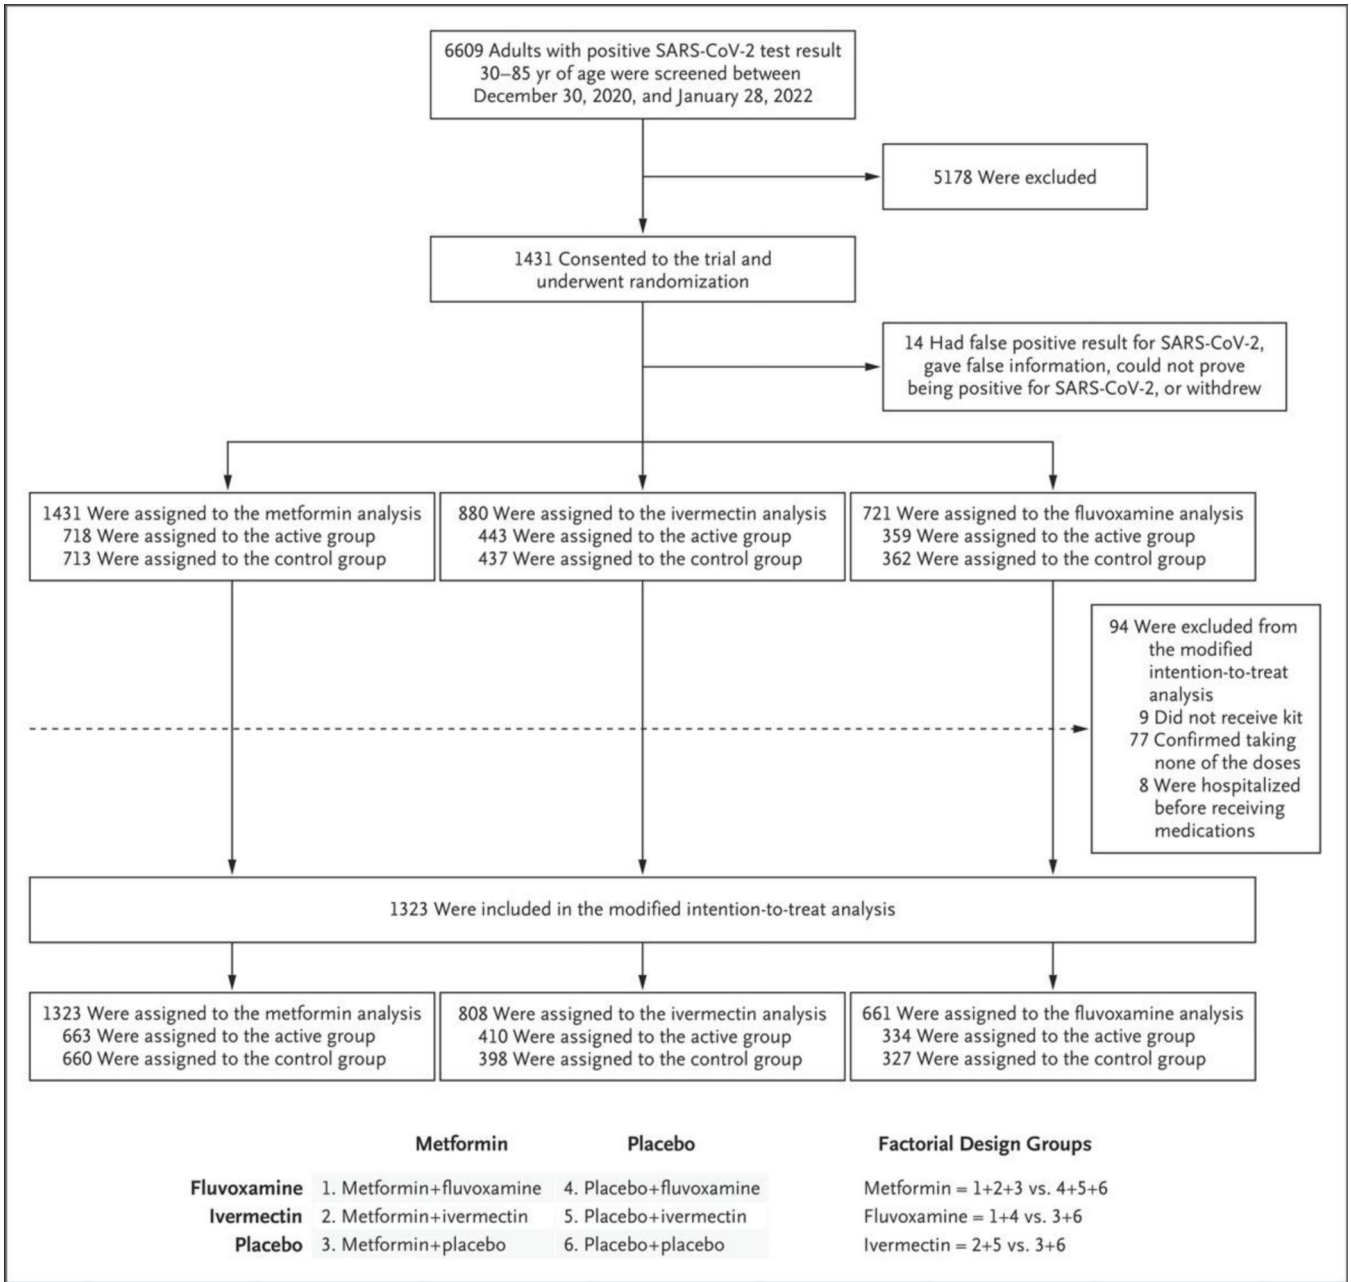 6609 Adults with positive SARS-CoV-2 test result
30–85 yr of age were screened between
December 30, 2020, and January 28, 2022
5178 Were excluded
1431 Consented to the trial and
underwent randomization
14 Had false positive result for SARS-CoV-2,
gave false information, could not prove
being positive for SARS-CoV-2, or withdrew
1431 Were assigned to the metformin analysis
718 Were assigned to the active group
713 Were assigned to the control group
880 Were assigned to the ivermectin analysis
443 Were assigned to the active group
437 Were assigned to the control group
721 Were assigned to the fluvoxamine analysis
359 Were assigned to the active group
362 Were assigned to the control group
94 Were excluded from
the modified
intention-to-treat
analysis
9 Did not receive kit
77 Confirmed taking
none of the doses
8 Were hospitalized
before receiving
medications
1323 Were included in the modified intention-to-treat analysis
1323 Were assigned to the metformin analysis
663 Were assigned to the active group
660 Were assigned to the control group
808 Were assigned to the ivermectin analysis
410 Were assigned to the active group
398 Were assigned to the control group
661 Were assigned to the fluvoxamine analysis
334 Were assigned to the active group
327 Were assigned to the control group
Metformin Placebo
Fluvoxamine 1. Metformin+fluvoxamine 4. Placebo+fluvoxamine
Ivermectin 2. Metformin+ivermectin 5. Placebo+ivermectin
Placebo 3. Metformin+placebo 6. Placebo+placebo
Factorial Design Groups
Metformin = 1+2+3 vs. 4+5+6
Fluvoxamine = 1+4 vs. 3+6
Ivermectin = 2+5 vs. 3+6